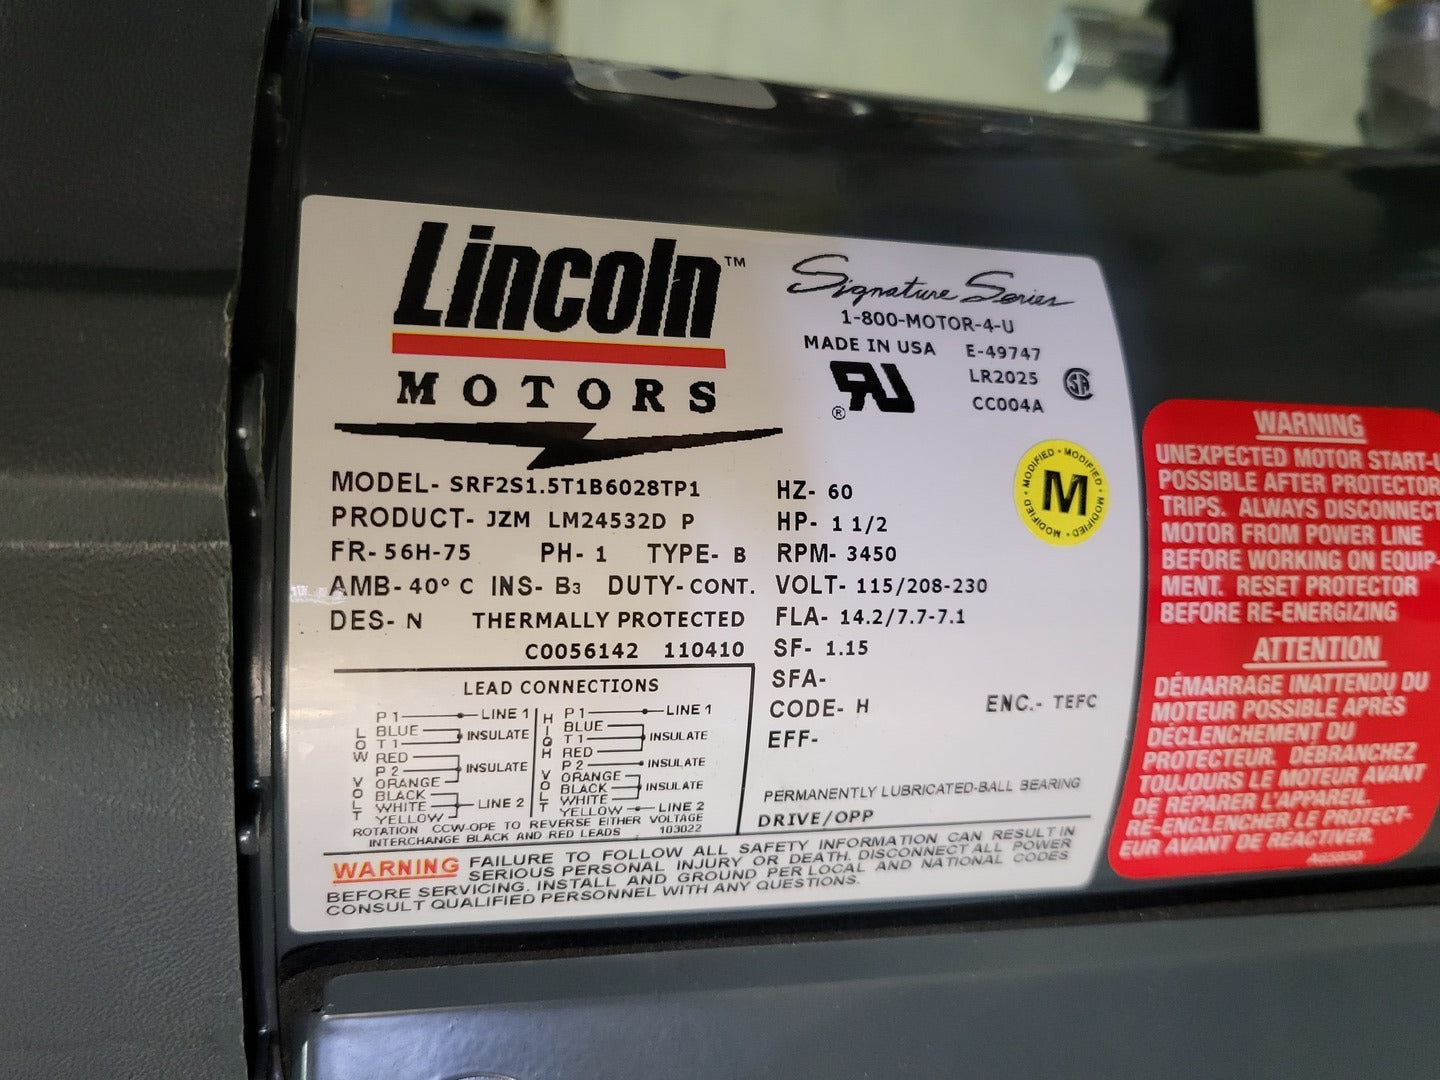 Lincoln™
MOTORS
Signature Series
1-800-MOTOR-4-U
MADE IN USA E-49747
LR2025
CC004A
®
MODEL- SRF2S1.5T1B6028TP1
PRODUCT- JZM LM24532D P
FR- 56H-75 PH- 1 TYPE- B
AMB- 40° C INS- B3 DUTY- CONT.
DES- N THERMALLY PROTECTED
C0056142 110410
HZ- 60
HP- 1 1/2
RPM- 3450
VOLT- 115/208-230
FLA- 14.2/7.7-7.1
SF- 1.15
SFA-
CODE- H ENC.- TEFC
EFF-
MODIFIED • MODIFIED • MODIFIED • MODIFIED •
M
LEAD CONNECTIONS
LOW VOLT
P1 LINE 1
BLUE
T1 INSULATE
RED
P2 INSULATE
ORANGE
BLACK
WHITE LINE 2
YELLOW
HIGH VOLT
P1 LINE 1
BLUE
T1 INSULATE
RED
P2 INSULATE
ORANGE
BLACK INSULATE
WHITE
YELLOW LINE 2
ROTATION CCW-OPE TO REVERSE EITHER VOLTAGE
INTERCHANGE BLACK AND RED LEADS 103022
PERMANENTLY LUBRICATED-BALL BEARING
DRIVE/OPP
WARNING FAILURE TO FOLLOW ALL SAFETY INFORMATION CAN RESULT IN
SERIOUS PERSONAL INJURY OR DEATH. DISCONNECT ALL POWER
BEFORE SERVICING. INSTALL AND GROUND PER LOCAL AND NATIONAL CODES
CONSULT QUALIFIED PERSONNEL WITH ANY QUESTIONS.
WARNING
UNEXPECTED MOTOR START-U
POSSIBLE AFTER PROTECTOR
TRIPS. ALWAYS DISCONNECT
MOTOR FROM POWER LINE
BEFORE WORKING ON EQUIP-
MENT. RESET PROTECTOR
BEFORE RE-ENERGIZING
ATTENTION
DÉMARRAGE INATTENDU DU
MOTEUR POSSIBLE APRÈS
DÉCLENCHEMENT DU
PROTECTEUR. DÉBRANCHEZ
TOUJOURS LE MOTEUR AVANT
DE RÉPARER L'APPAREIL.
RÉ-ENCLENCHER LE PROTECT-
EUR AVANT DE RÉACTIVER.